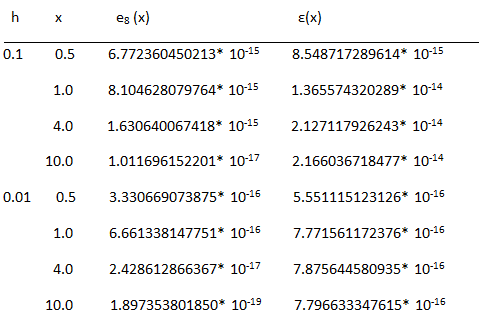 h x e₈ (x) ε(x)
0.1 0.5 6.772360450213* 10⁻¹⁵ 8.548717289614* 10⁻¹⁵
1.0 8.104628079764* 10⁻¹⁵ 1.365574320289* 10⁻¹⁴
4.0 1.630640067418* 10⁻¹⁵ 2.127117926243* 10⁻¹⁴
10.0 1.011696152201* 10⁻¹⁷ 2.166036718477* 10⁻¹⁴
0.01 0.5 3.330669073875* 10⁻¹⁶ 5.551115123126* 10⁻¹⁶
1.0 6.661338147751* 10⁻¹⁶ 7.771561172376* 10⁻¹⁶
4.0 2.428612866367* 10⁻¹⁷ 7.875644580935* 10⁻¹⁶
10.0 1.897353801850* 10⁻¹⁹ 7.796633347615* 10⁻¹⁶